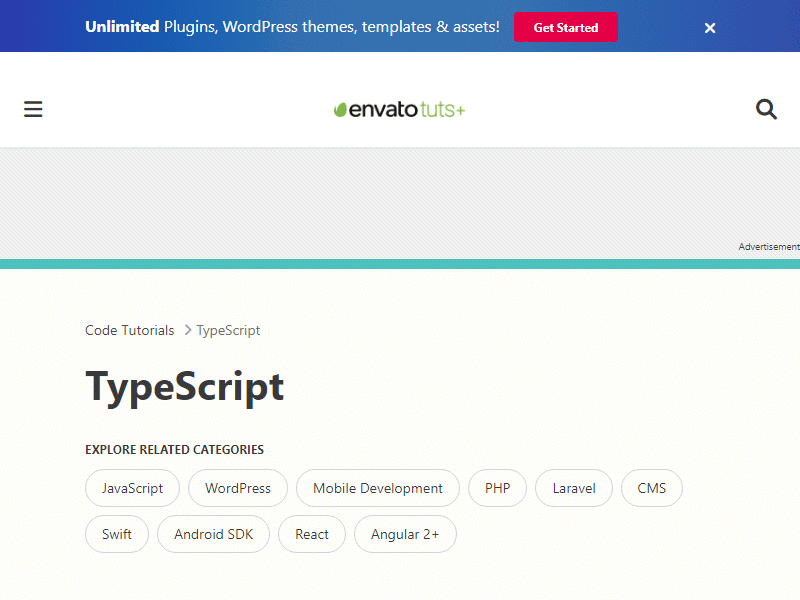 Unlimited Plugins, WordPress themes, templates & assets! Get Started ×
envato tuts+
Advertisement
Code Tutorials > TypeScript
TypeScript
EXPLORE RELATED CATEGORIES
JavaScript WordPress Mobile Development PHP Laravel CMS
Swift Android SDK React Angular 2+